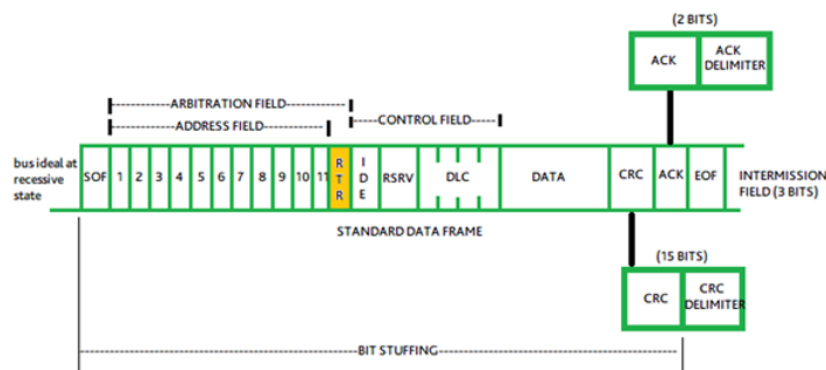 (2 BITS)
ACK
ACK
DELIMITER
ARBITRATION FIELD
ADDRESS FIELD
CONTROL FIELD
bus ideal at
recessive
state
SOF 1 2 3 4 5 6 7 8 9 10 11 RTR IDE RSRV DLC DATA CRC ACK EOF
INTERMISSION
FIELD (3 BITS)
STANDARD DATA FRAME
(15 BITS)
CRC
CRC
DELIMITER
BIT STUFFING